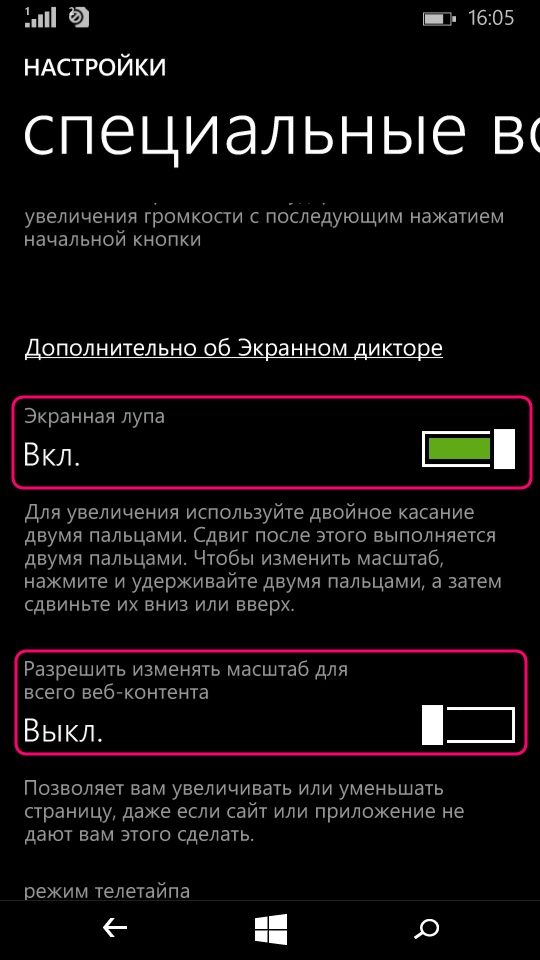 1
2
16:05
НАСТРОЙКИ
специальные во
увеличения громкости с последующим нажатием
начальной кнопки
Дополнительно об Экранном дикторе
Экранная лупа
Вкл.
Для увеличения используйте двойное касание
двумя пальцами. Сдвиг после этого выполняется
двумя пальцами. Чтобы изменить масштаб,
нажмите и удерживайте двумя пальцами, а затем
сдвиньте их вниз или вверх.
Разрешить изменять масштаб для
всего веб-контента
Выкл.
Позволяет вам увеличивать или уменьшать
страницу, даже если сайт или приложение не
дают вам этого сделать.
режим телетайпа